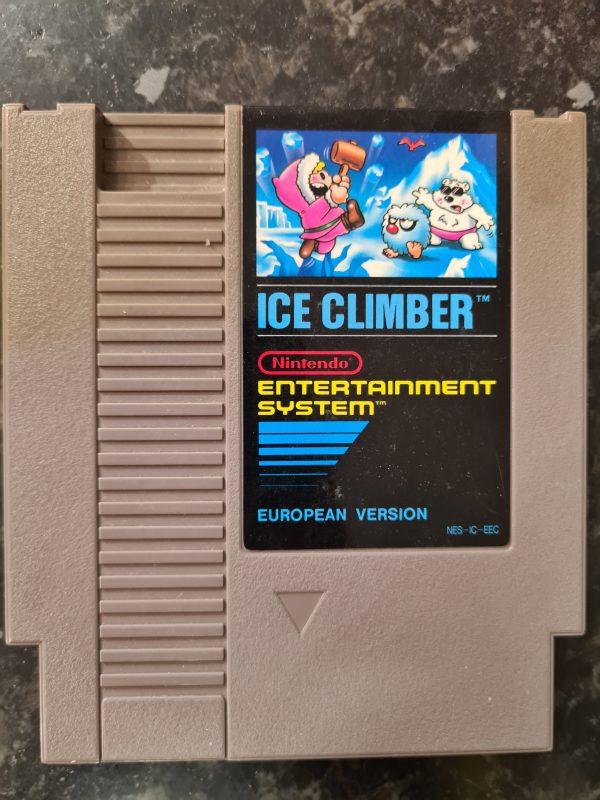 ICE CLIMBER™
Nintendo®
ENTERTAINMENT
SYSTEM™
EUROPEAN VERSION
NES-IC-EEC